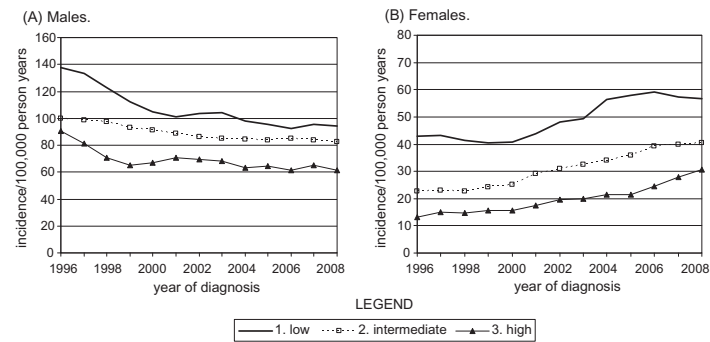 (A) Males.
incidence/100,000 person years
160
140
120
100
80
60
40
20
0
1996 1998 2000 2002 2004 2006 2008
year of diagnosis
(B) Females.
incidence/100,000 person years
80
70
60
50
40
30
20
10
0
1996 1998 2000 2002 2004 2006 2008
year of diagnosis
LEGEND
1. low 2. intermediate 3. high